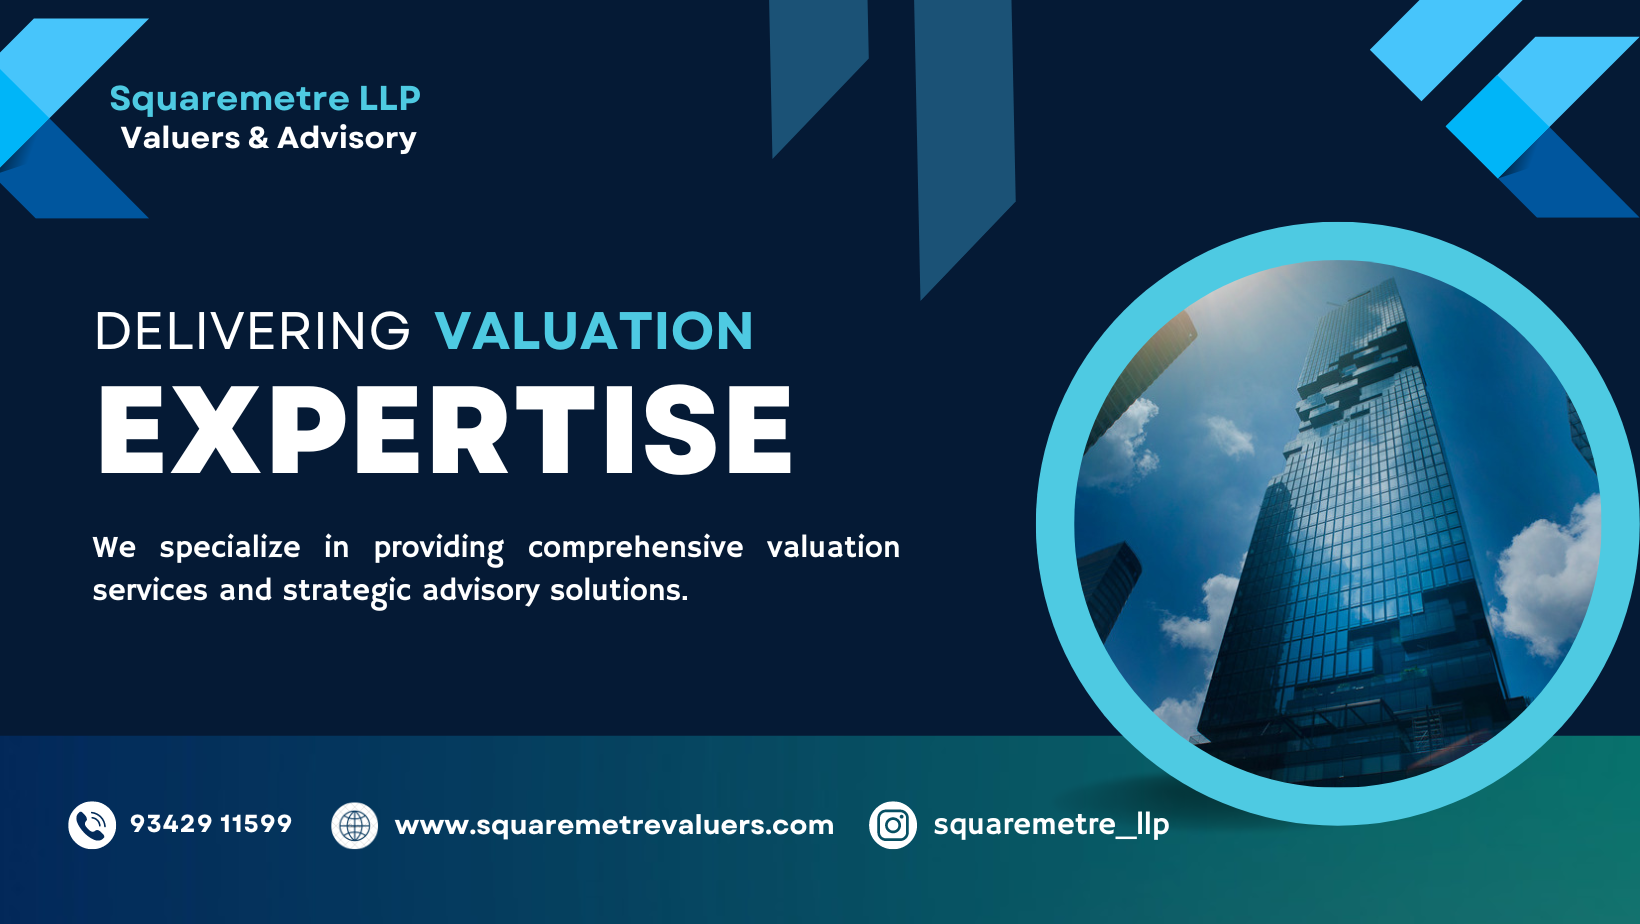 Squaremetre LLP
Valuers & Advisory
DELIVERING VALUATION
EXPERTISE
We specialize in providing comprehensive valuation
services and strategic advisory solutions.
93429 11599
www.squaremetrevaluers.com
squaremetre_llp